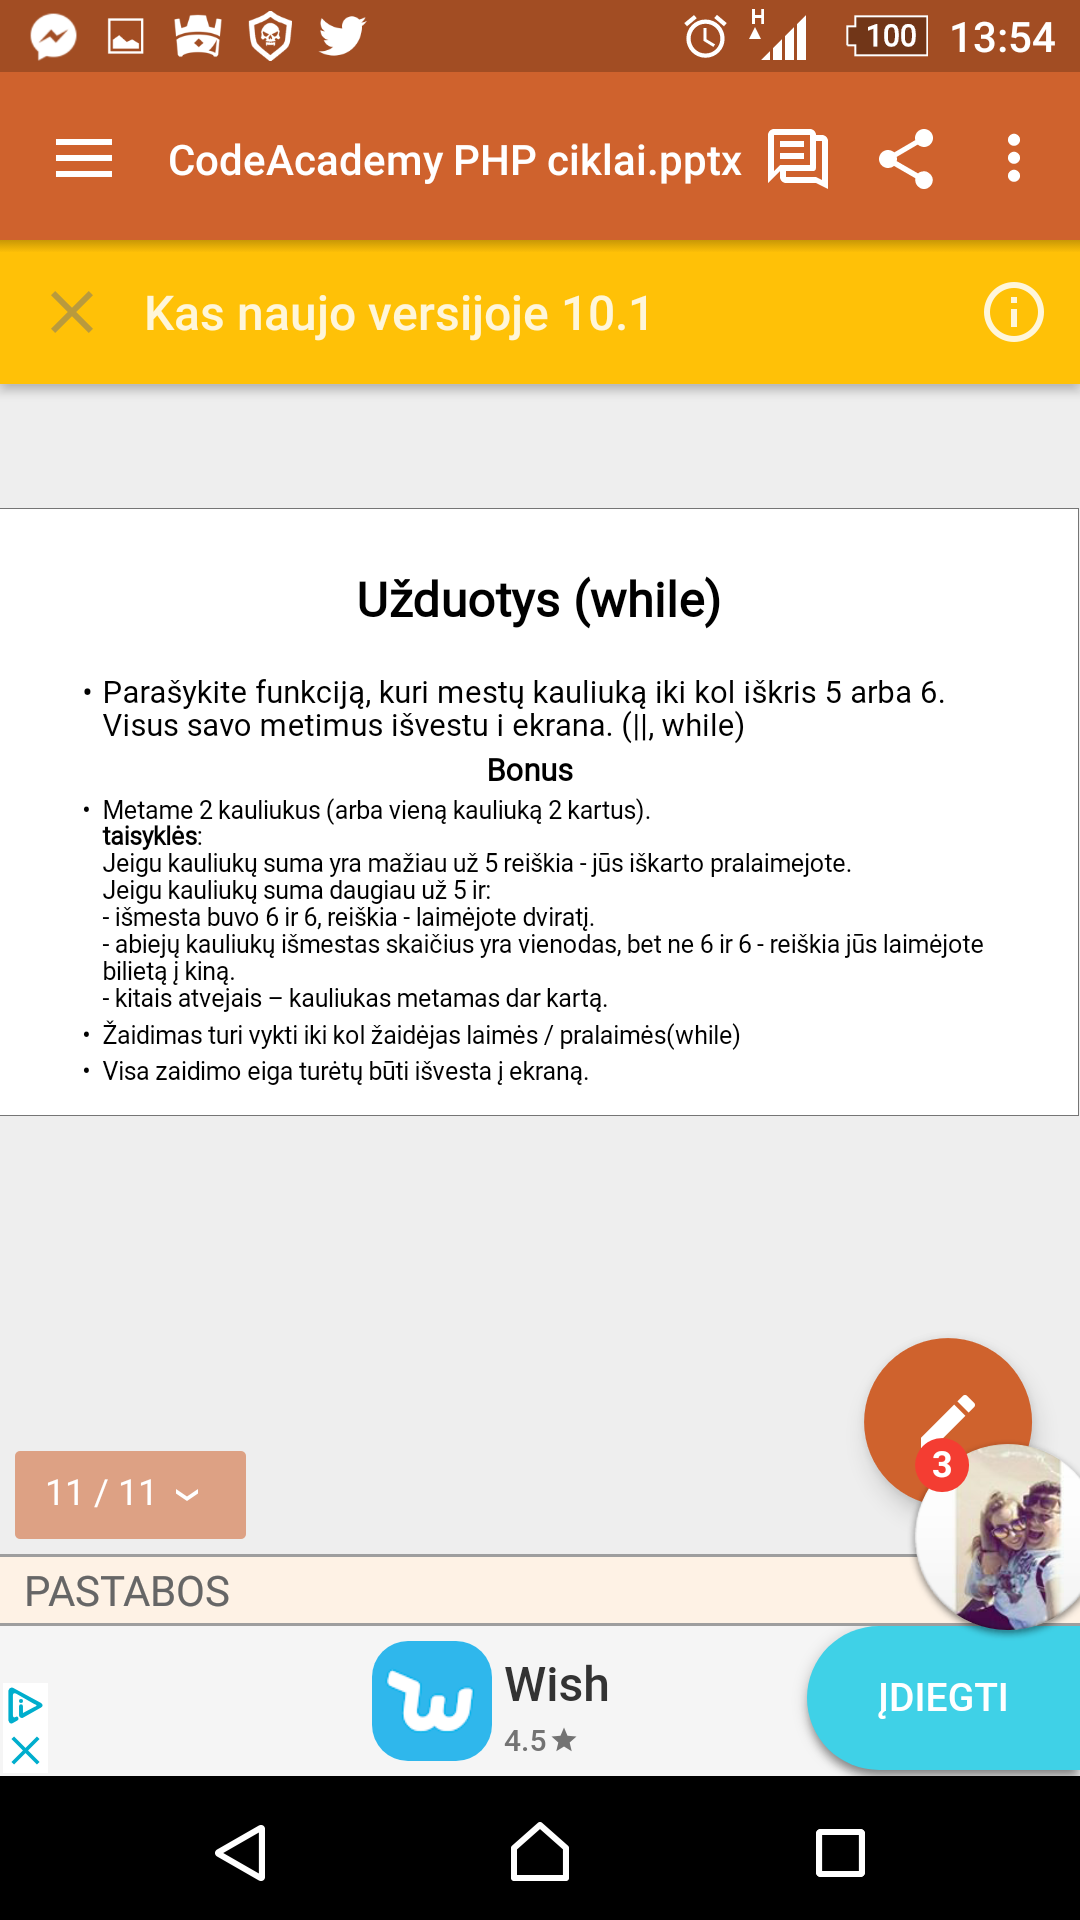 H
100
13:54
CodeAcademy PHP ciklai.pptx
Kas naujo versijoje 10.1
Užduotys (while)
• Parašykite funkciją, kuri mestų kauliuką iki kol iškris 5 arba 6.
Visus savo metimus išvestu i ekrana. (||, while)
Bonus
• Metame 2 kauliukus (arba vieną kauliuką 2 kartus).
taisyklės:
Jeigu kauliukų suma yra mažiau už 5 reiškia - jūs iškarto pralaimejote.
Jeigu kauliukų suma daugiau už 5 ir:
- išmesta buvo 6 ir 6, reiškia - laimėjote dviratį.
- abiejų kauliukų išmestas skaičius yra vienodas, bet ne 6 ir 6 - reiškia jūs laimėjote
bilietą į kiną.
- kitais atvejais – kauliukas metamas dar kartą.
• Žaidimas turi vykti iki kol žaidėjas laimės / pralaimės(while)
• Visa zaidimo eiga turėtų būti išvesta į ekraną.
3
11 / 11
PASTABOS
Wish
4.5★
ĮDIEGTI